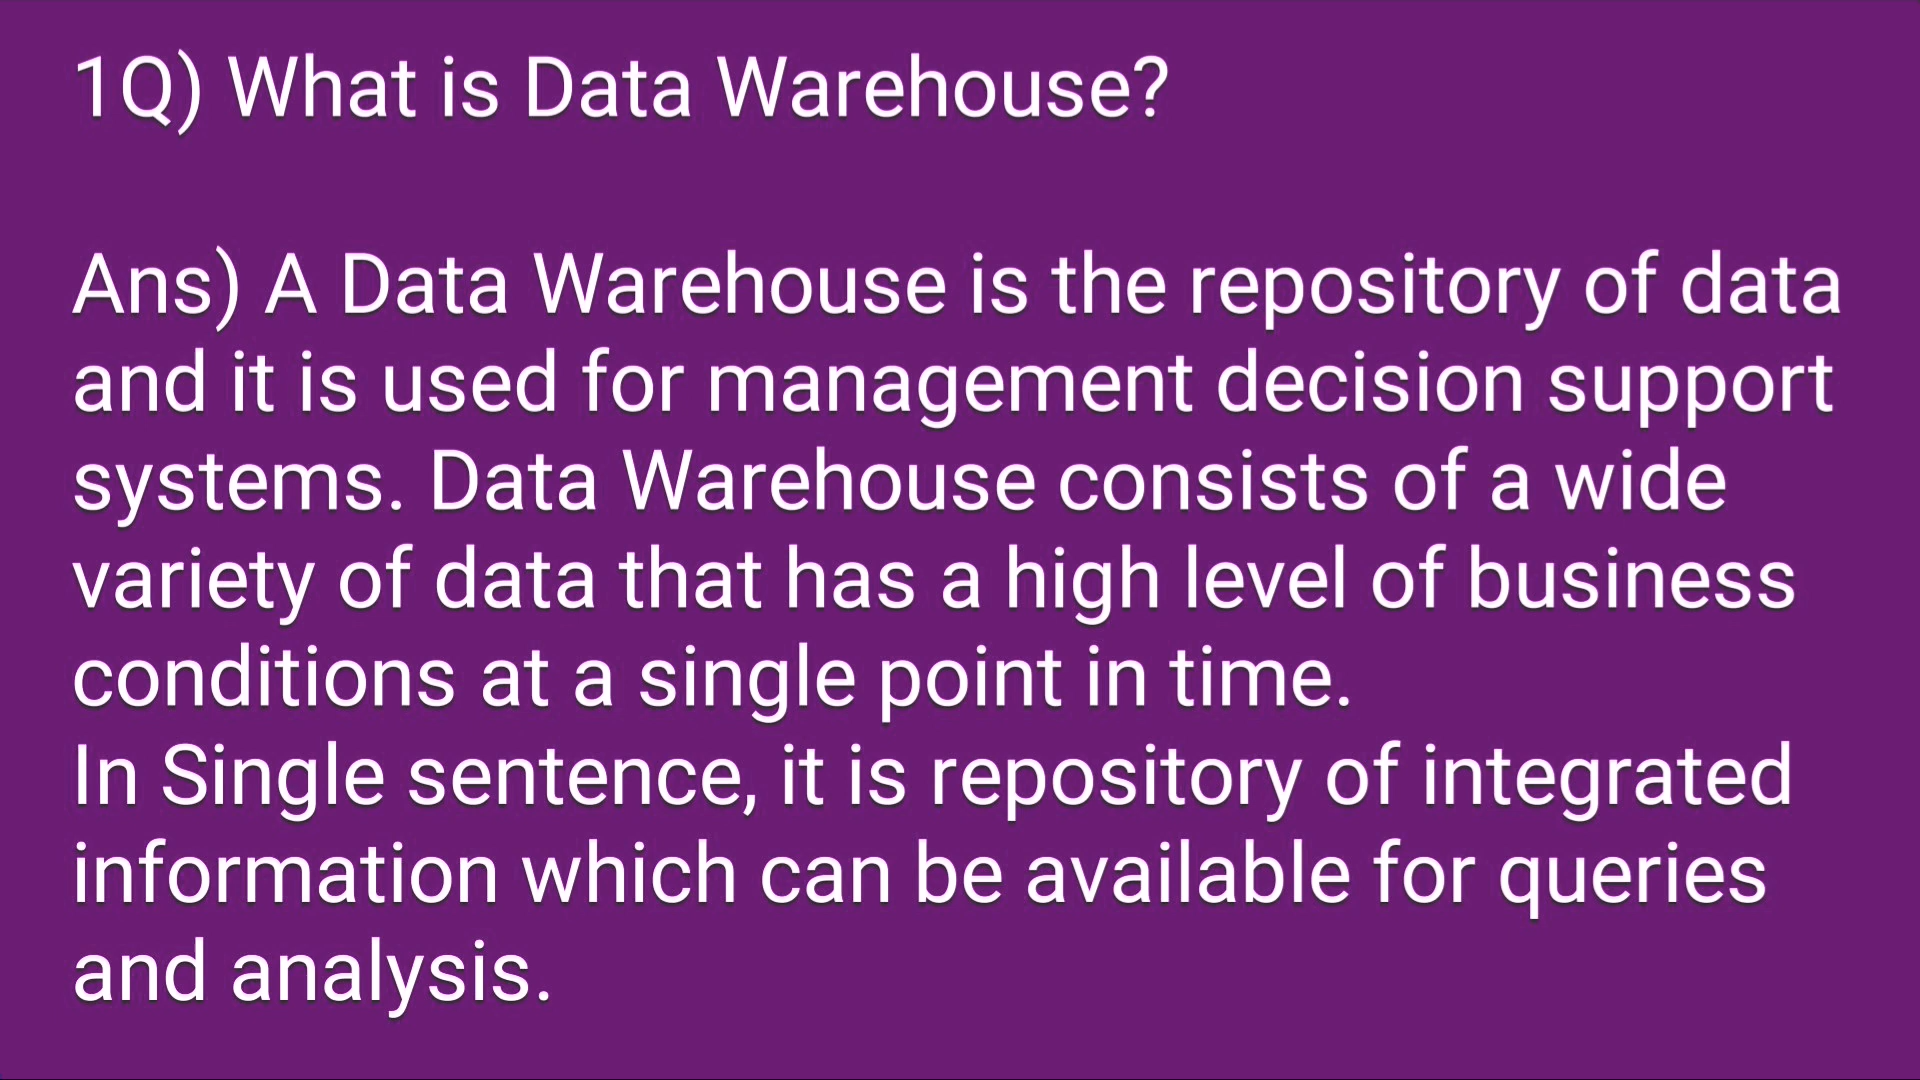 1Q) What is Data Warehouse?
Ans) A Data Warehouse is the repository of data
and it is used for management decision support
systems. Data Warehouse consists of a wide
variety of data that has a high level of business
conditions at a single point in time.
In Single sentence, it is repository of integrated
information which can be available for queries
and analysis.